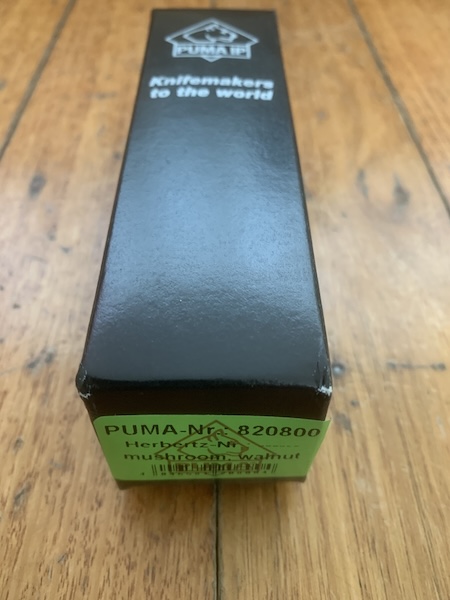 PUMA IP
Knifemakers
to the world
PUMA-Nr.: 820800
Herbertz-Nr
mushroom, walnut